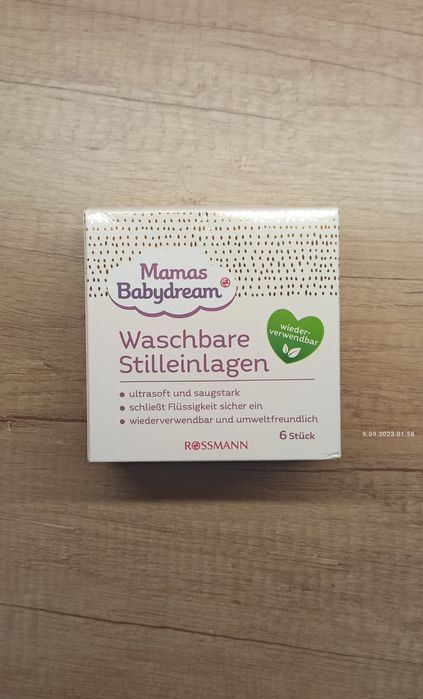 Mamas
Babydream
Waschbare
Stilleinlagen
wieder-
verwendbar
ultrasoft und saugstark
schließt Flüssigkeit sicher ein
wiederverwendbar und umweltfreundlich
6 Stück
ROSSMANN
9.09.2023 01:58